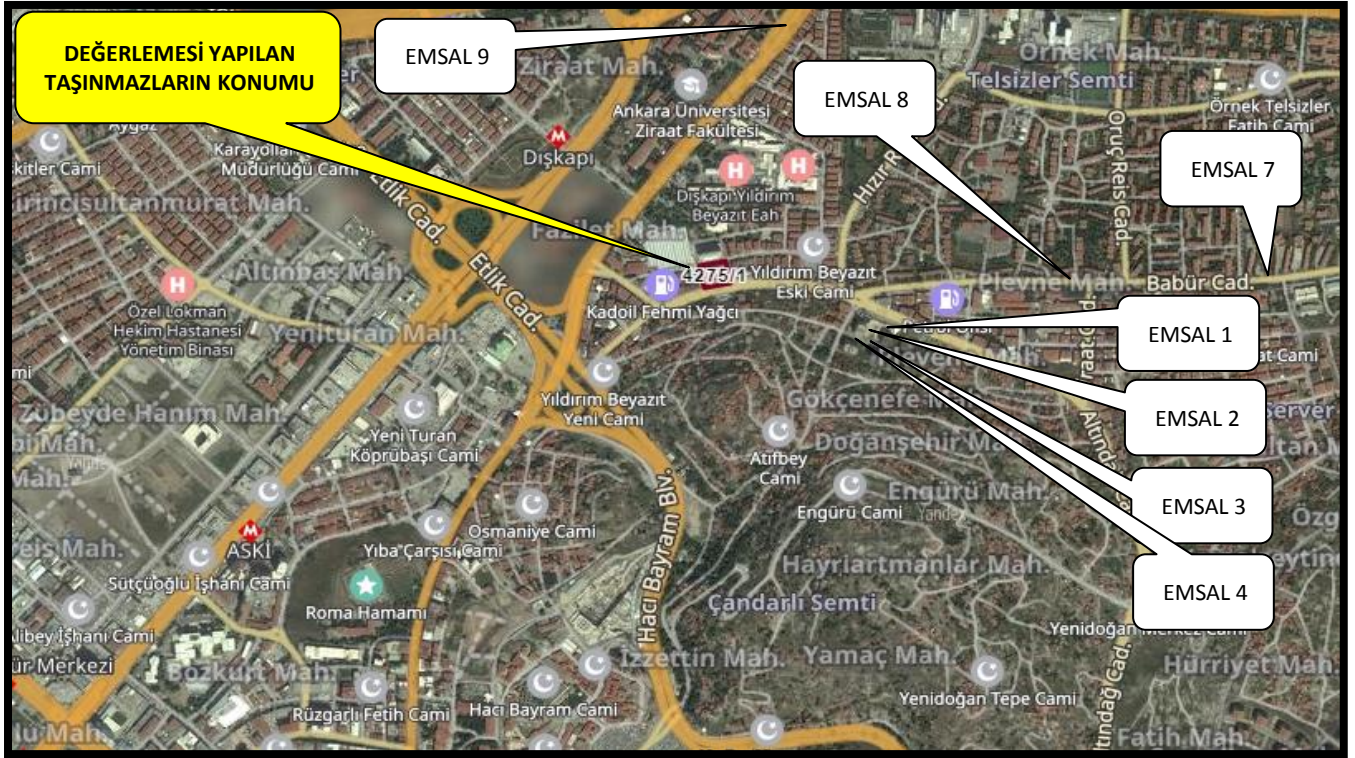 DEĞERLEMESİ YAPILAN
TAŞINMAZLARIN KONUMU
EMSAL 9
EMSAL 8
EMSAL 7
EMSAL 1
EMSAL 2
EMSAL 3
EMSAL 4
Ziraat Mah.
Ankara Üniversitesi
Ziraat Fakültesi
Örnek Mah.
Telsizler Semti
Örnek Telsizler
Fatih Cami
Aygaz
Karayolları
Müdürlüğü Cami
Dışkapı
Etlik Cad.
Dışkapı Yıldırım
Beyazıt Eah
Oruç Reis Cad.
Fazilet Mah.
Altınbaş Mah.
Etlik Cad.
4275/1
Yıldırım Beyazıt
Eski Cami
Plevne Mah.
Babür Cad.
Kadoil Fehmi Yağcı
Özel Lokman
Hekim Hastanesi
Yönetim Binası
Yenituran Mah.
Yıldırım Beyazıt
Yeni Cami
Zübeyde Hanım Mah.
Yeni Turan
Köprübaşı Cami
Gökçenefe
Doğanşehir
Atıfbey
Cami
Engürü Mah.
Engürü Cami
Yandex
Hacı Bayram Blv.
Osmaniye Cami
Yıba Çarşısı Cami
AŞKİ
Sütçüoğlu İşhanı Cami
Roma Hamamı
Hayriartmanlar Mah.
Çandarlı Semti
Alibey İşhanı Cami
Bozkurt Mah.
İzzettin Mah.
Yamaç Mah.
Hürriyet Mah.
Rüzgarlı Fetih Cami
Hacı Bayram Cami
Yenidoğan Tepe Cami
Fatih Mah.